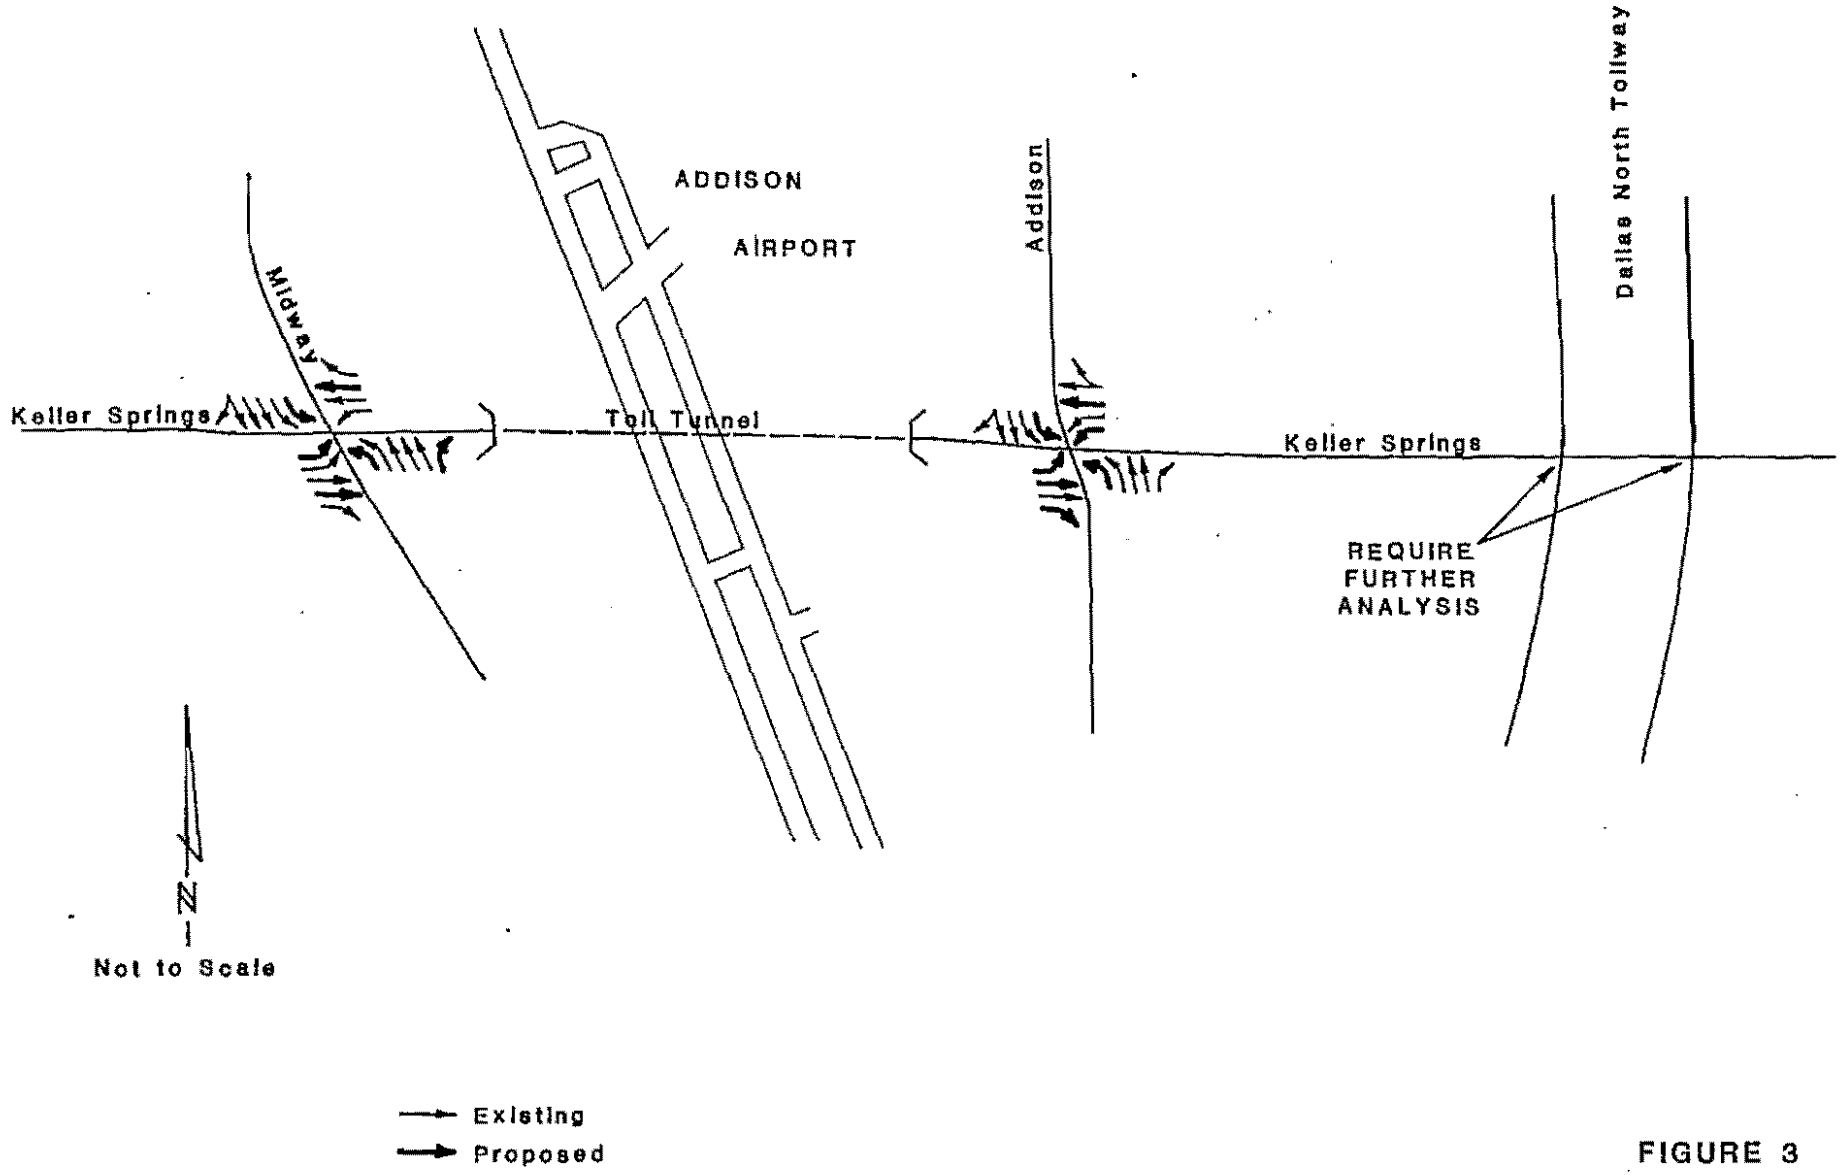 Dallas North Tollway
ADDISON
AIRPORT
Addison
Midway
Keller Springs
Toll Tunnel
Keller Springs
REQUIRE
FURTHER
ANALYSIS
N
Not to Scale
Existing
Proposed
FIGURE 3